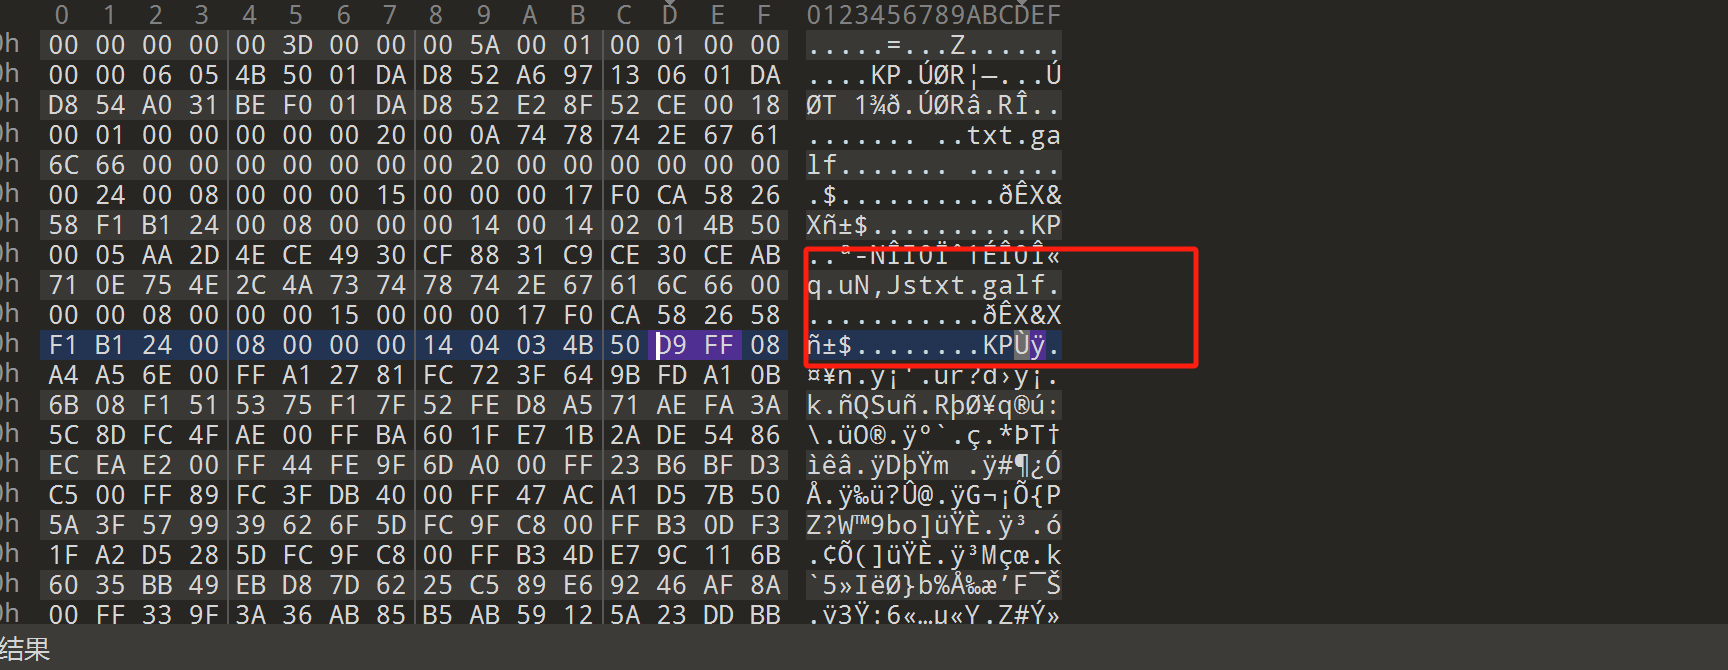 0 1 2 3 4 5 6 7 8 9 A B C D E F 0123456789ABCDEF
0h 00 00 00 00 00 3D 00 00 00 5A 00 01 00 01 00 00 .....=...Z......
0h 00 00 06 05 4B 50 01 DA D8 52 A6 97 13 06 01 DA ....KP.ÚØR¦—...Ú
0h D8 54 A0 31 BE F0 01 DA D8 52 E2 8F 52 CE 00 18 ØT 1¾ð.ÚØRâ.RÎ..
0h 00 01 00 00 00 00 00 20 00 0A 74 78 74 2E 67 61 ....... ..txt.ga
0h 6C 66 00 00 00 00 00 00 00 20 00 00 00 00 00 00 lf....... ......
0h 00 24 00 08 00 00 00 15 00 00 00 17 F0 CA 58 26 .$..........ðÊX&
0h 58 F1 B1 24 00 08 00 00 00 14 00 14 02 01 4B 50 Xñ±$..........KP
0h 00 05 AA 2D 4E CE 49 30 CF 88 31 C9 CE 30 CE AB ..ª-NÎI0Ïˆ1ÉÎ0Î«
0h 71 0E 75 4E 2C 4A 73 74 78 74 2E 67 61 6C 66 00 q.uN,Jstxt.galf.
0h 00 00 08 00 00 00 15 00 00 00 17 F0 CA 58 26 58 ...........ðÊX&X
0h F1 B1 24 00 08 00 00 00 14 04 03 4B 50 D9 FF 08 ñ±$........KPÙÿ.
0h A4 A5 6E 00 FF A1 27 81 FC 72 3F 64 9B FD A1 0B ¤¥n.ÿ¡'.ür?d›ý¡.
0h 6B 08 F1 51 53 75 F1 7F 52 FE D8 A5 71 AE FA 3A k.ñQSuñ.RþØ¥q®ú:
0h 5C 8D FC 4F AE 00 FF BA 60 1F E7 1B 2A DE 54 86 \.üO®.ÿº`.ç.*ÞT†
0h EC EA E2 00 FF 44 FE 9F 6D A0 00 FF 23 B6 BF D3 ìêâ.ÿDþŸm .ÿ#¶¿Ó
0h C5 00 FF 89 FC 3F DB 40 00 FF 47 AC A1 D5 7B 50 Å.ÿ‰ü?Û@.ÿG¬¡Õ{P
0h 5A 3F 57 99 39 62 6F 5D FC 9F C8 00 FF B3 0D F3 Z?W™9bo]üŸÈ.ÿ³.ó
0h 1F A2 D5 28 5D FC 9F C8 00 FF B3 4D E7 9C 11 6B .¢Õ(]üŸÈ.ÿ³Mçœ.k
0h 60 35 BB 49 EB D8 7D 62 25 C5 89 E6 92 46 AF 8A `5»IëØ}b%Å‰æ’F¯Š
0h 00 FF 33 9F 3A 36 AB 85 B5 AB 59 12 5A 23 DD BB .ÿ3Ÿ:6«…µ«Y.Z#Ý»
结果